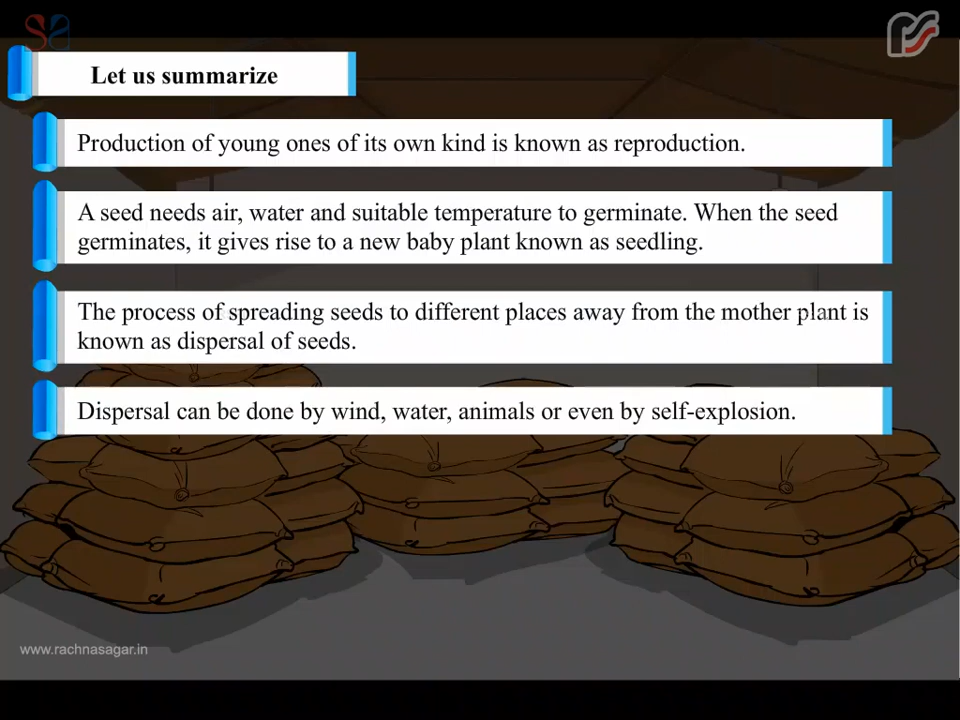 Let us summarize
Production of young ones of its own kind is known as reproduction.
A seed needs air, water and suitable temperature to germinate. When the seed
germinates, it gives rise to a new baby plant known as seedling.
The process of spreading seeds to different places away from the mother plant is
known as dispersal of seeds.
Dispersal can be done by wind, water, animals or even by self-explosion.
www.rachnasagar.in